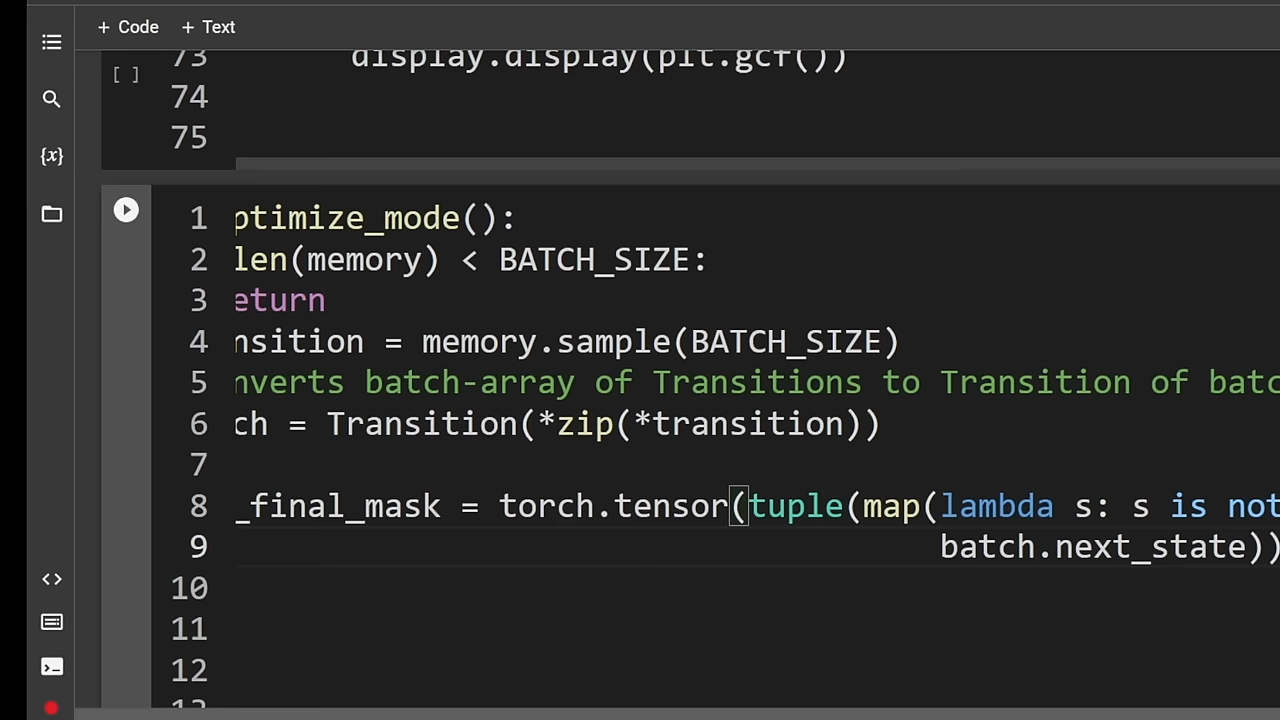 + Code + Text
73 display.display(plt.gcf())
[ ]
74
75
{x}
1 ptimize_mode():
2 len(memory) < BATCH_SIZE:
3 eturn
4 nsition = memory.sample(BATCH_SIZE)
5 nverts batch-array of Transitions to Transition of batc
6 ch = Transition(*zip(*transition))
7
8 _final_mask = torch.tensor(tuple(map(lambda s: s is not
9 batch.next_state))
10
11
12